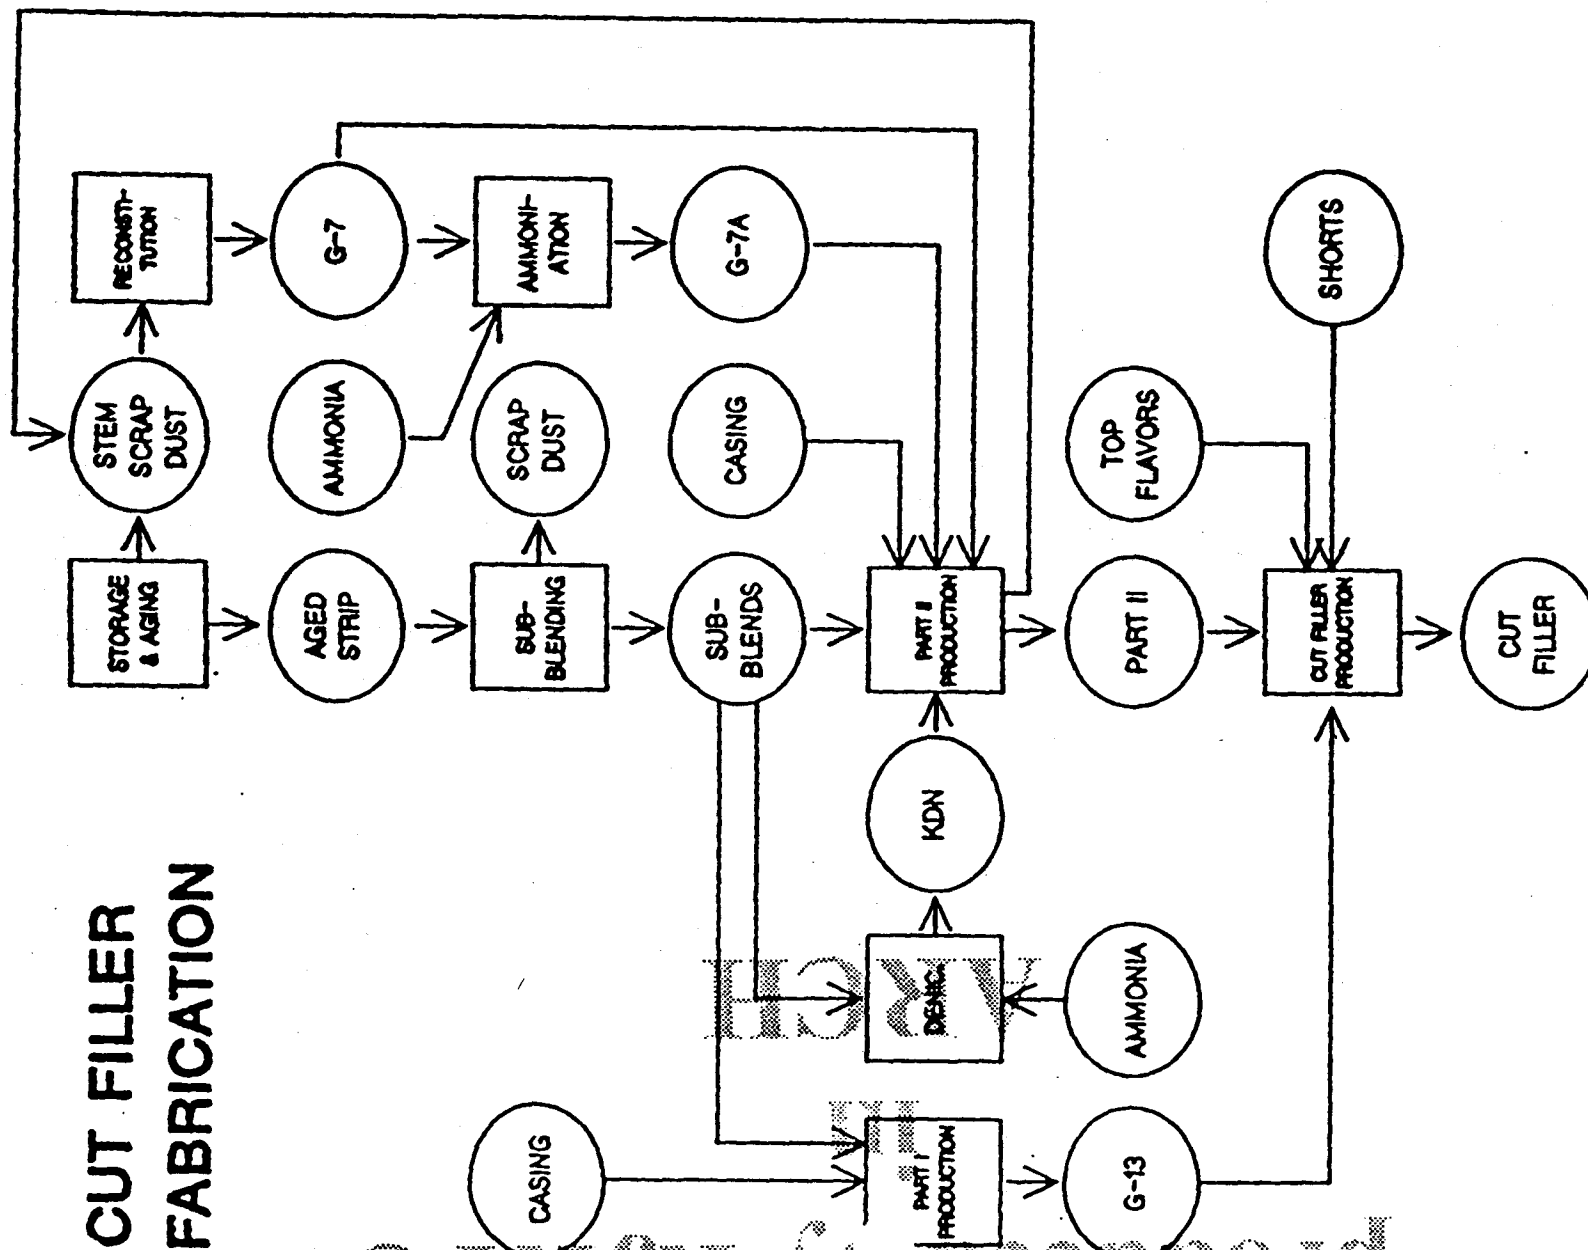 CUT FILLER
FABRICATION
STORAGE
& AGING
STEM
SCRAP
DUST
RECONSTI-
TUTION
AGED
STRIP
AMMONIA
G-7
SUB-
BLENDING
SCRAP
DUST
AMMONI-
ATION
SUB-
BLENDS
CASING
G-7A
CASING
PART I
PRODUCTION
DENIC.
KDN
PART II
PRODUCTION
G-13
AMMONIA
PART II
TOP
FLAVORS
CUT FILLER
PRODUCTION
SHORTS
CUT
FILLER